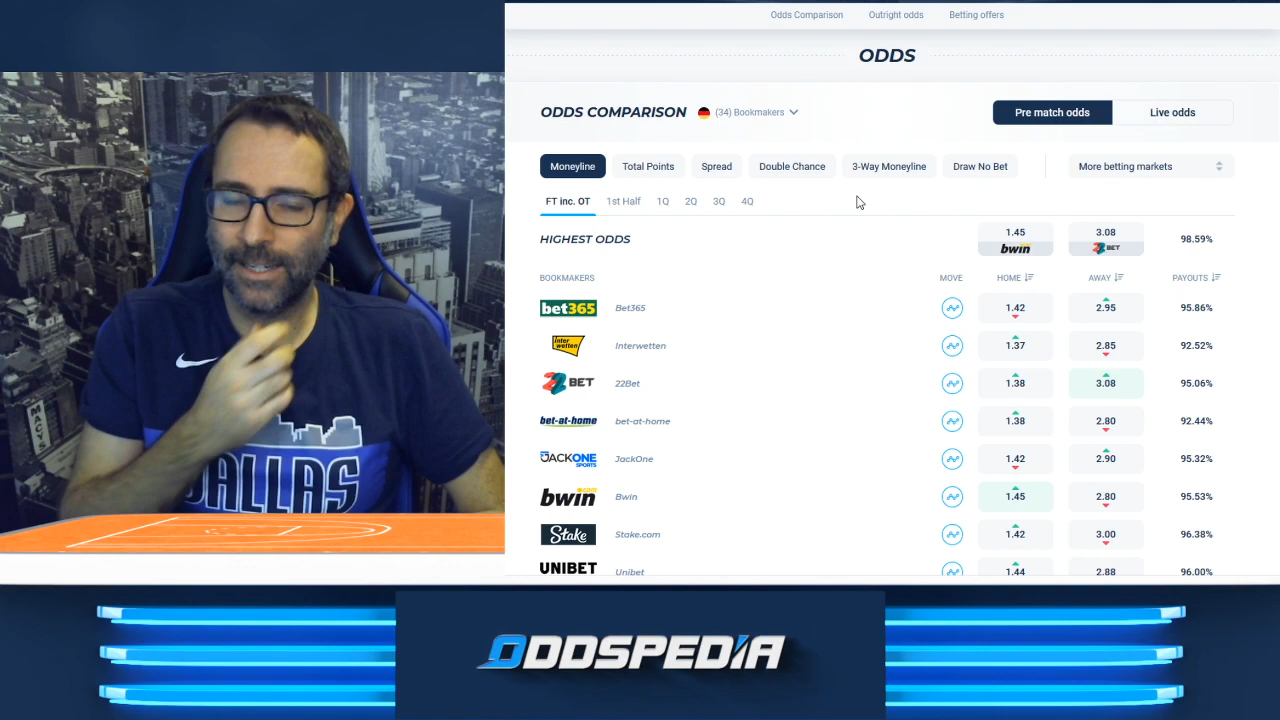 Odds Comparison Outright odds Betting offers
ODDS
ODDS COMPARISON (34) Bookmakers Pre match odds Live odds
Moneyline Total Points Spread Double Chance 3-Way Moneyline Draw No Bet More betting markets
FT inc. OT 1st Half 1Q 2Q 3Q 4Q
HIGHEST ODDS 1.45 bwin 3.08 22BET 98.59%
BOOKMAKERS MOVE HOME AWAY PAYOUTS
bet365 Bet365 1.42 2.95 95.86%
inter wetten Interwetten 1.37 2.85 92.52%
22BET 22Bet 1.38 3.08 95.06%
bet-at-home bet-at-home 1.38 2.80 92.44%
JACKONE SPORTS JackOne 1.42 2.90 95.32%
bwin.com Bwin 1.45 2.80 95.53%
Stake Stake.com 1.42 3.00 96.38%
UNIBET Unibet 1.44 2.88 96.00%
MACYS
DALLAS
ODDSPEDIA